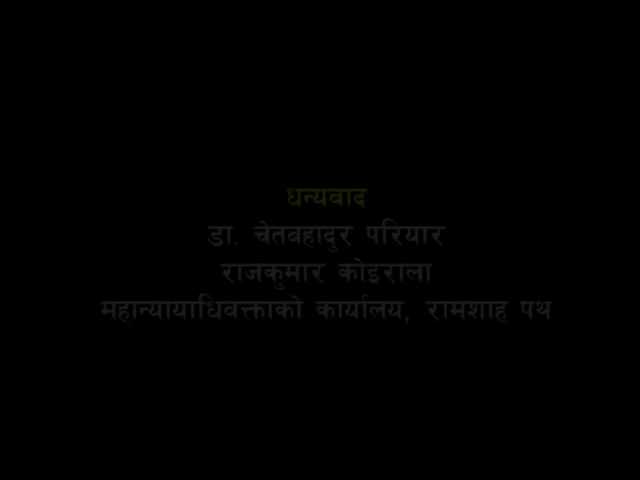 धन्यवाद
डा. चेतबहादुर परियार
राजकुमार कोइराला
महान्यायाधिवक्ताको कार्यालय, रामशाह पथ